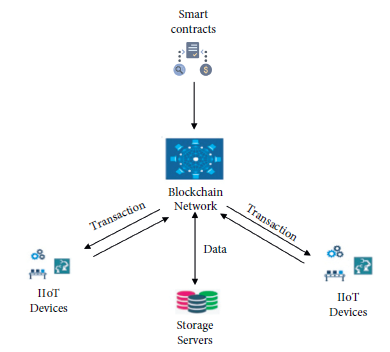 Smart
contracts
$
Blockchain
Network
Transaction
Transaction
Data
IIoT
Devices
IIoT
Devices
Storage
Servers